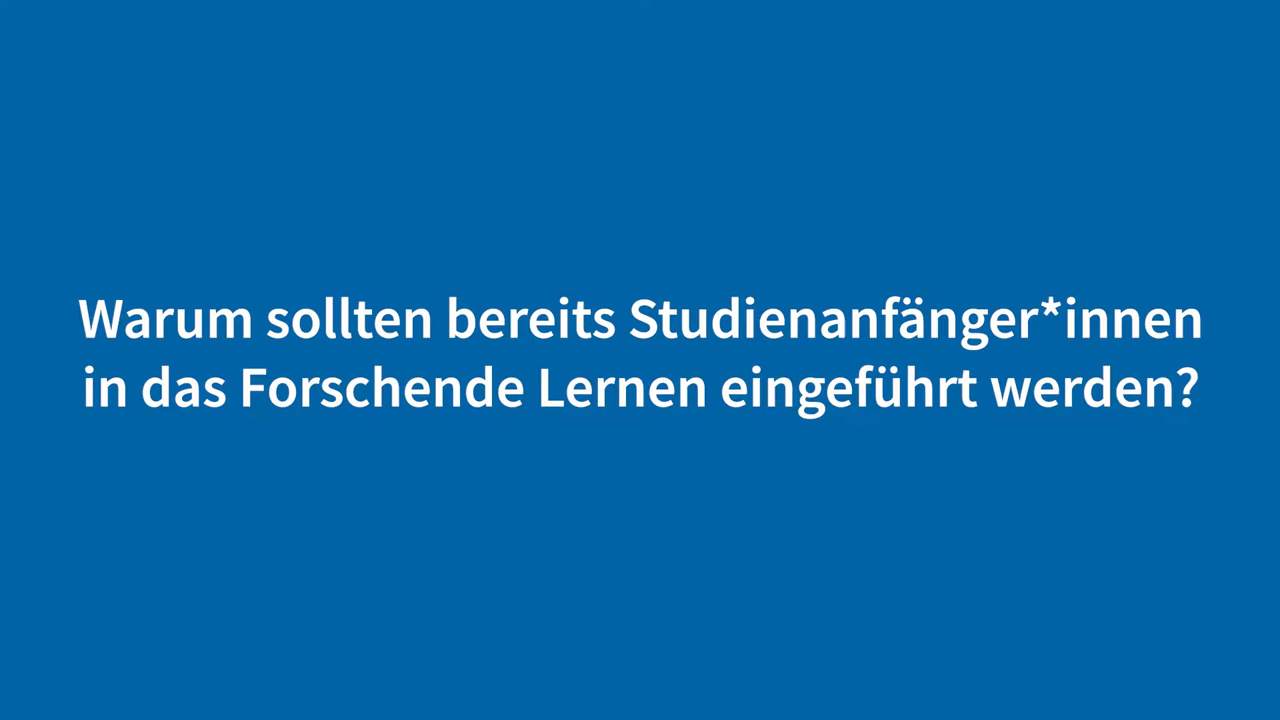 Warum sollten bereits Studienanfänger*innen
in das Forschende Lernen eingeführt werden?